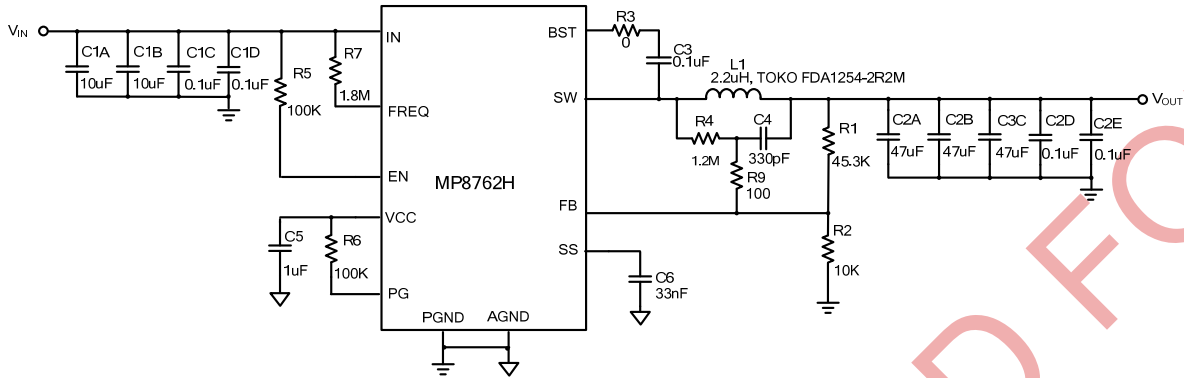 VIN
C1A
10uF
C1B
10uF
C1C
0.1uF
C1D
0.1uF
R5
100K
R7
1.8M
IN
FREQ
EN
VCC
PG
C5
1uF
R6
100K
MP8762H
PGND
AGND
BST
SW
FB
SS
R3
0
C3
0.1uF
L1
2.2uH, TOKO FDA1254-2R2M
R4
1.2M
C4
330pF
R9
100
R1
45.3K
R2
10K
C6
33nF
C2A
47uF
C2B
47uF
C3C
47uF
C2D
0.1uF
C2E
0.1uF
VOUT
D FO